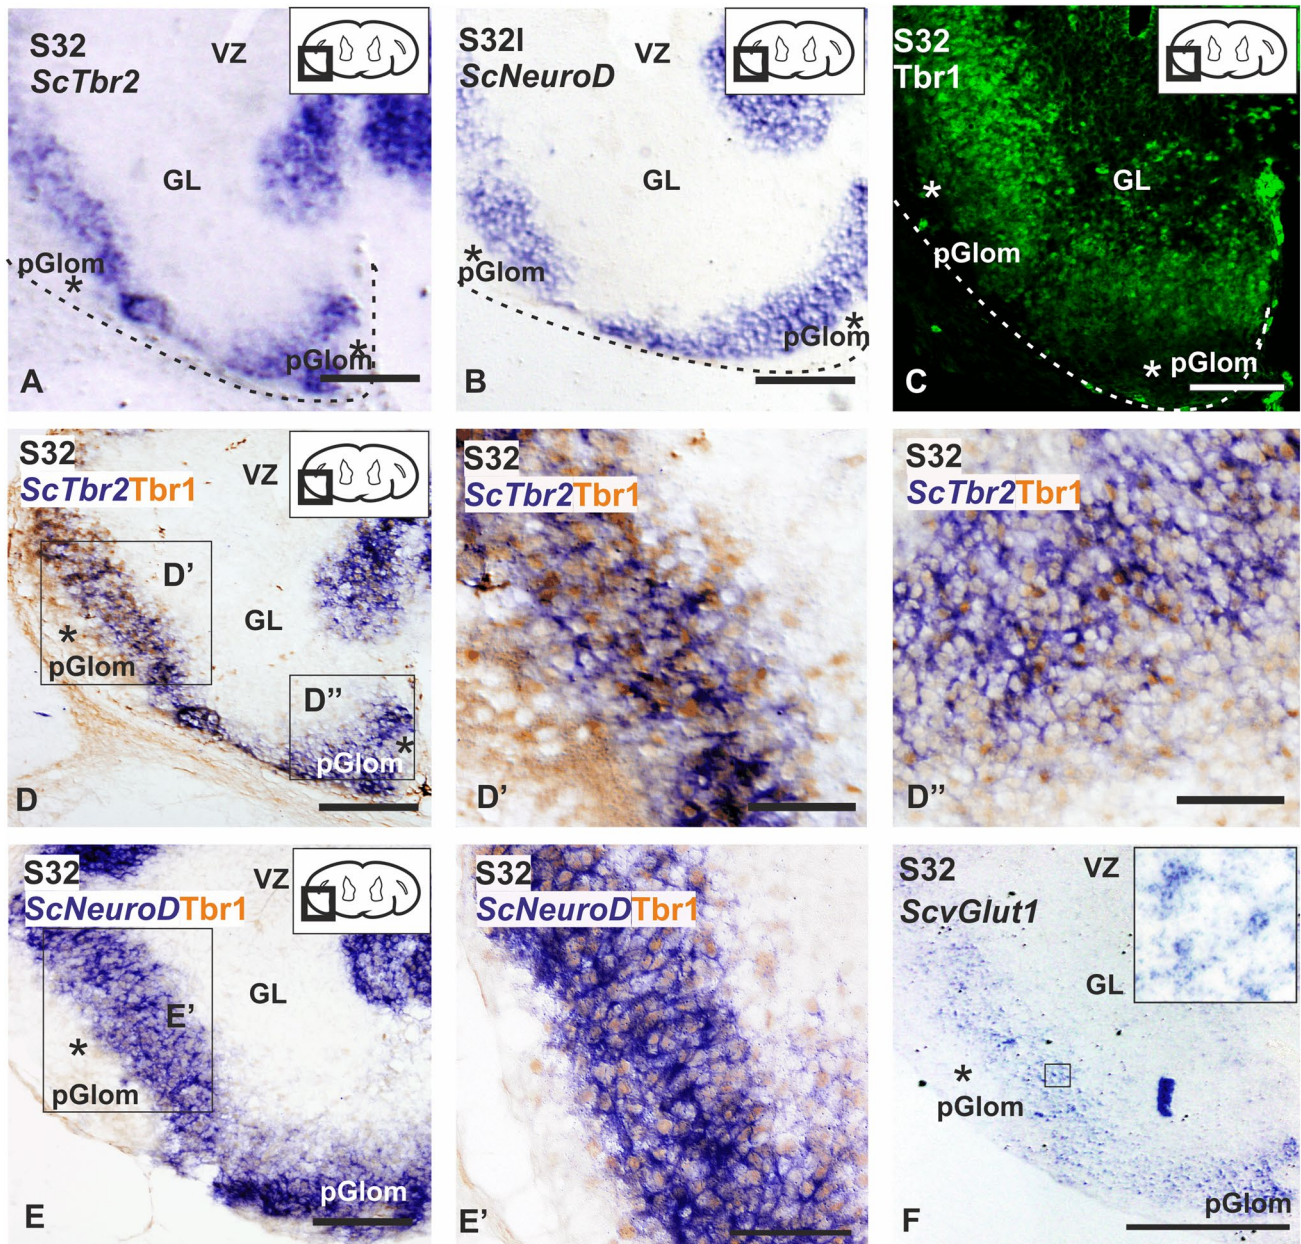 S32
ScTbr2
VZ
GL
pGlom
*
pGlom
*
A
S32l
ScNeuroD
VZ
GL
*
pGlom
*
pGlom
B
S32
Tbr1
GL
*
pGlom
*
pGlom
C
S32
ScTbr2Tbr1
VZ
D’
GL
*
pGlom
D’’
*
pGlom
D
S32
ScTbr2Tbr1
D’
S32
ScTbr2Tbr1
D’’
S32
ScNeuroDTbr1
VZ
GL
E’
*
pGlom
pGlom
E
S32
ScNeuroDTbr1
E’
S32
ScvGlut1
VZ
GL
*
pGlom
pGlom
F